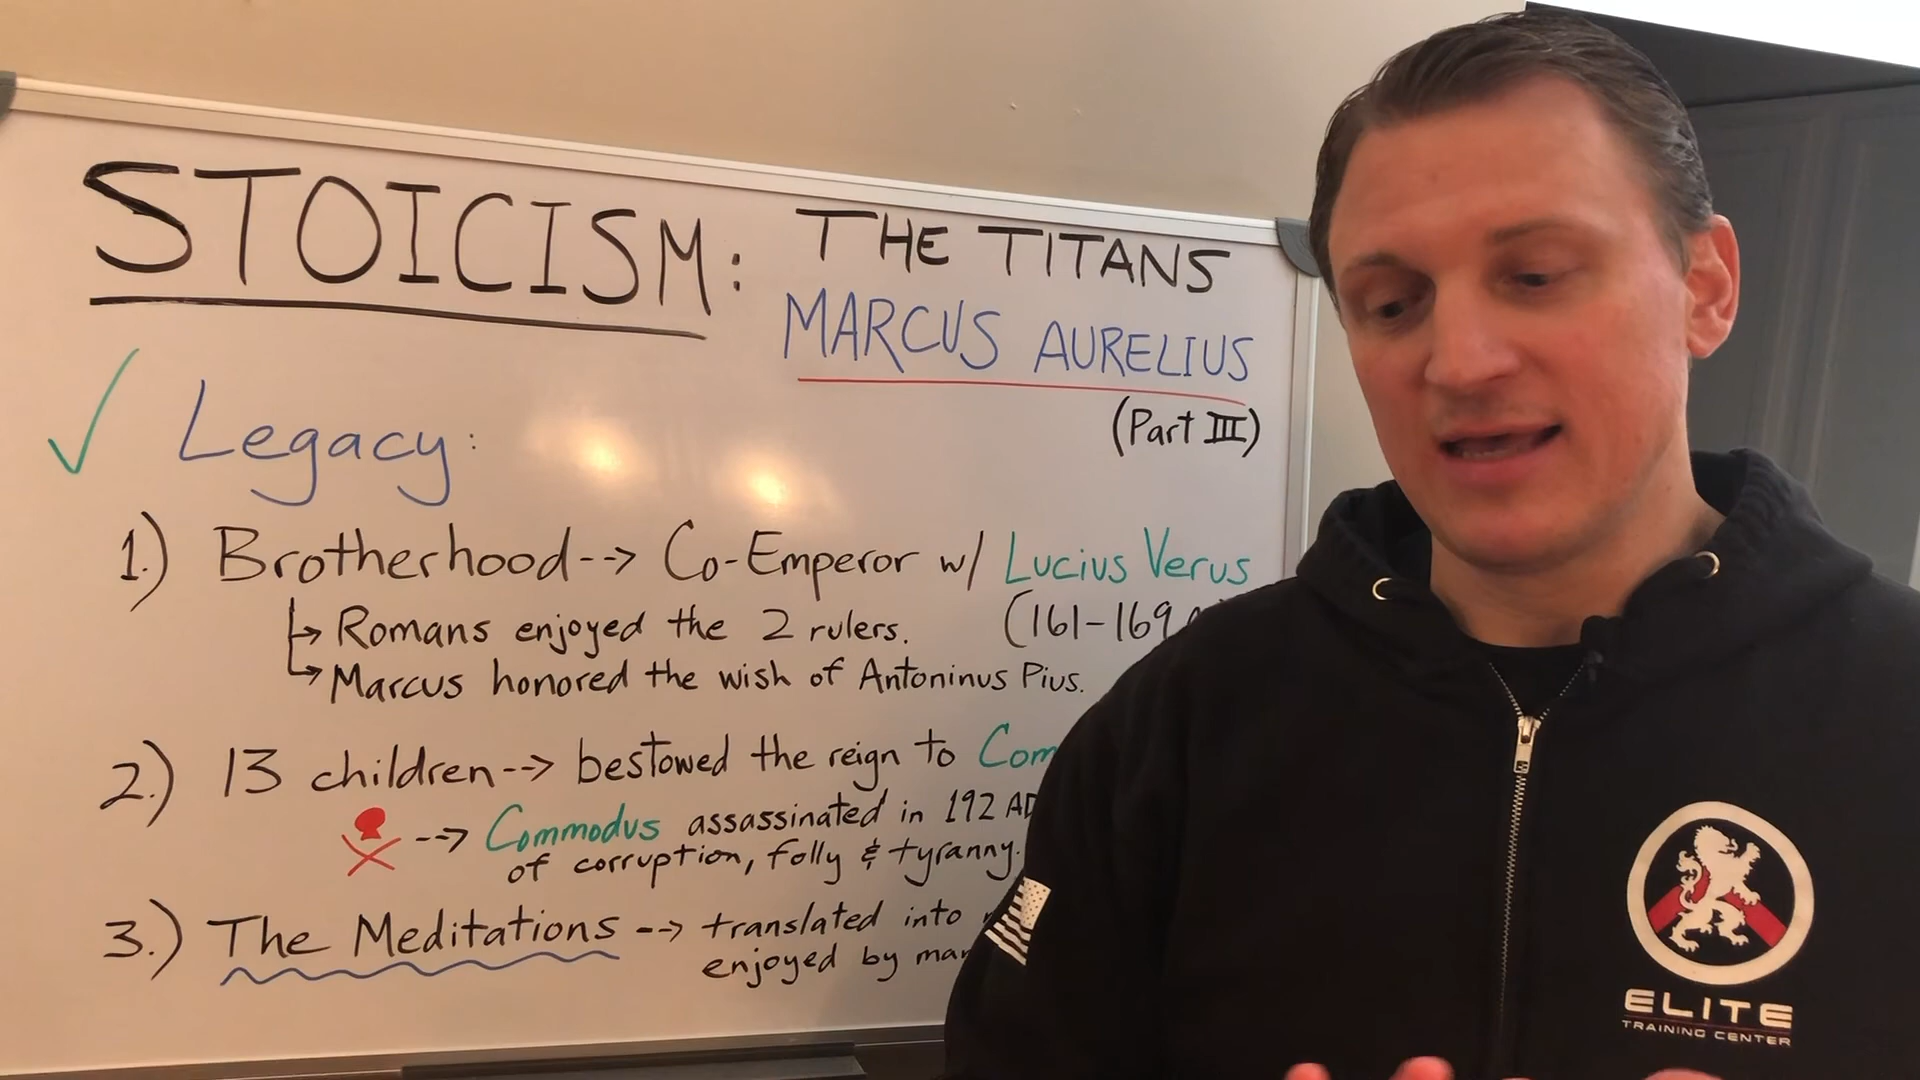 STOICISM: THE TITANS
MARCUS AURELIUS
(Part III)
✓ Legacy:
1.) Brotherhood --> Co-Emperor w/ Lucius Verus
(161-169
↳ Romans enjoyed the 2 rulers.
↳ Marcus honored the wish of Antoninus Pius.
2.) 13 children --> bestowed the reign to Com
--> Commodus assassinated in 192 AD
of corruption, folly & tyranny.
3.) The Meditations --> translated into
enjoyed by
ELITE
TRAINING CENTER